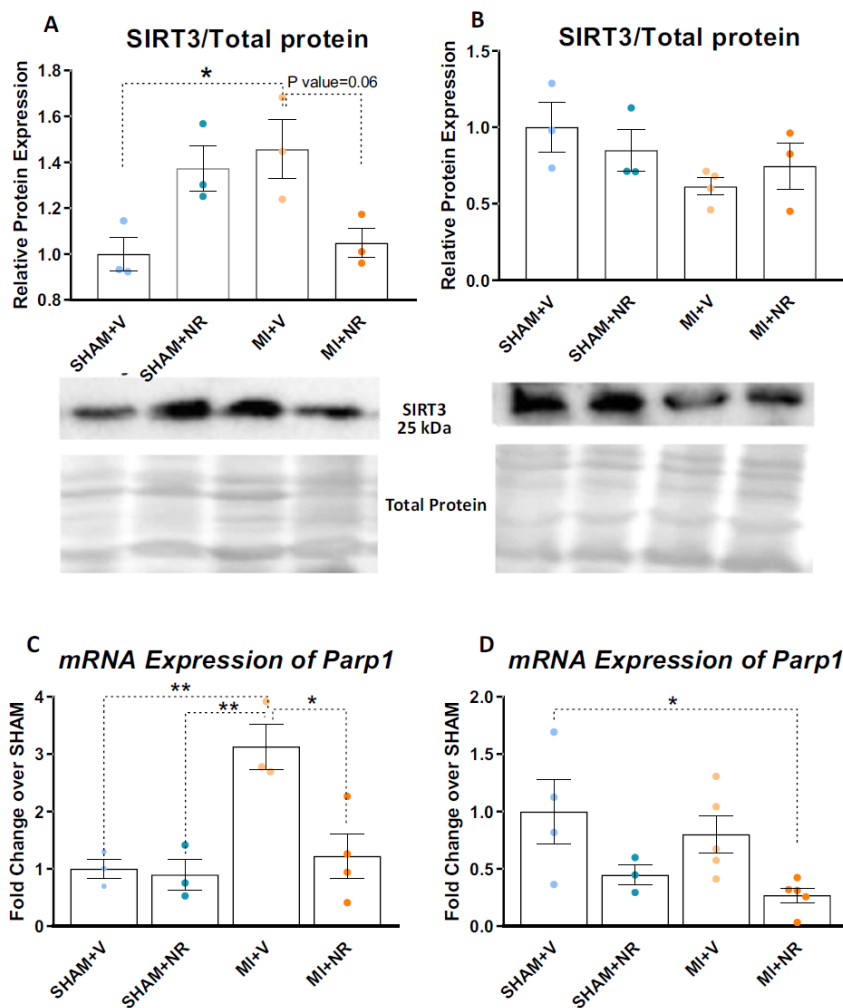 A
SIRT3/Total protein
*
P value=0.06
Relative Protein Expression
1.8
1.6
1.4
1.2
1.0
0.8
SHAM+V
SHAM+NR
MI+V
MI+NR
B
SIRT3/Total protein
Relative Protein Expression
1.5
1.0
0.5
0.0
SHAM+V
SHAM+NR
MI+V
MI+NR
SIRT3
25 kDa
Total Protein
C
mRNA Expression of Parp1
**
**
*
Fold Change over SHAM
4
3
2
1
0
SHAM+V
SHAM+NR
MI+V
MI+NR
D
mRNA Expression of Parp1
*
Fold Change over SHAM
2.0
1.5
1.0
0.5
0.0
SHAM+V
SHAM+NR
MI+V
MI+NR